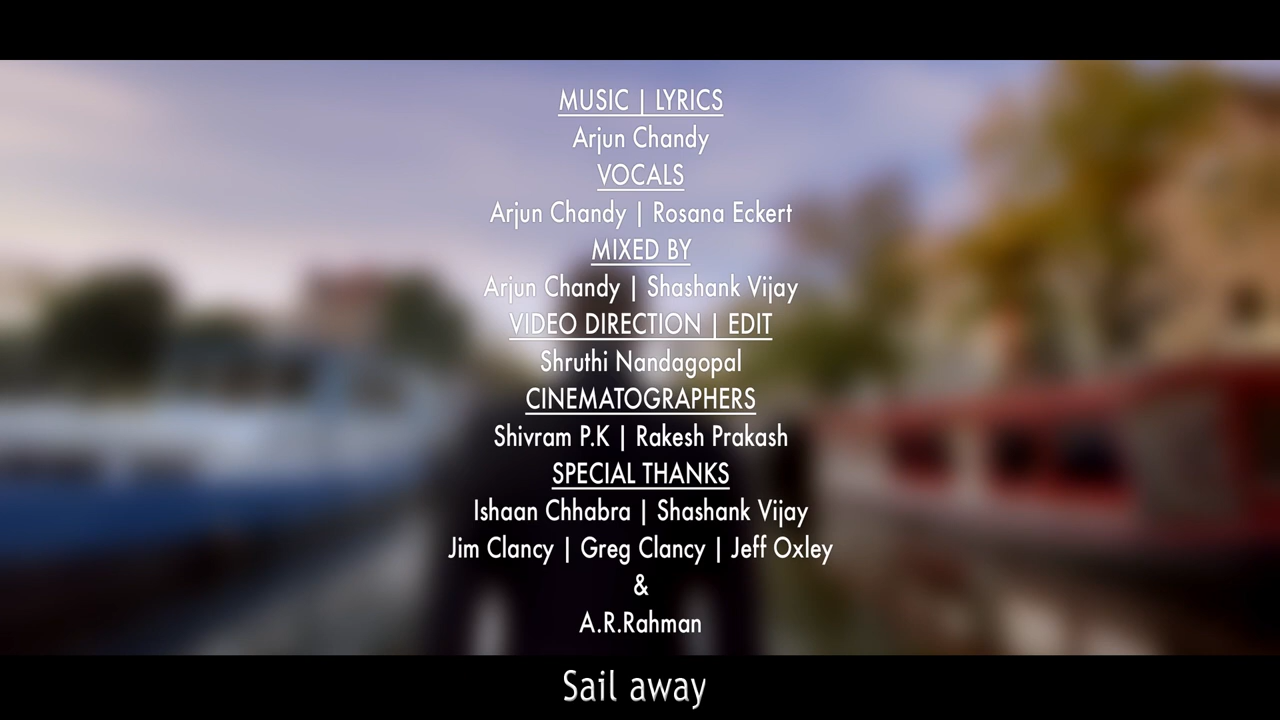 MUSIC | LYRICS
Arjun Chandy
VOCALS
Arjun Chandy | Rosana Eckert
MIXED BY
Arjun Chandy | Shashank Vijay
VIDEO DIRECTION | EDIT
Shruthi Nandagopal
CINEMATOGRAPHERS
Shivram P.K | Rakesh Prakash
SPECIAL THANKS
Ishaan Chhabra | Shashank Vijay
Jim Clancy | Greg Clancy | Jeff Oxley
&
A.R.Rahman
Sail away